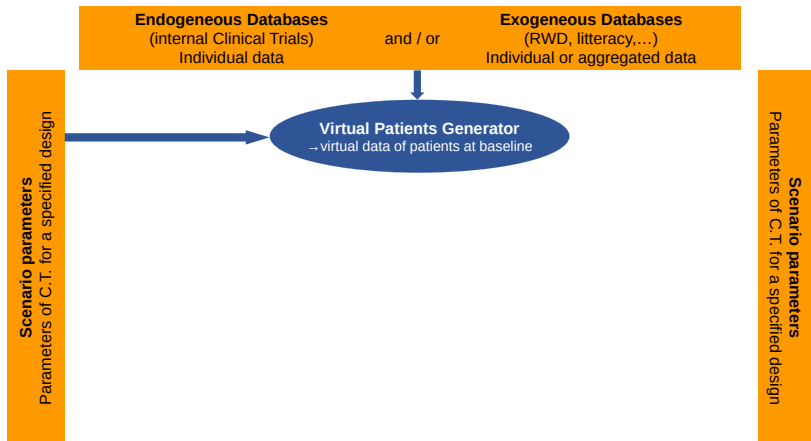 Endogeneous Databases
(internal Clinical Trials)
Individual data
and / or
Exogeneous Databases
(RWD, litteracy,…)
Individual or aggregated data
Scenario parameters
Parameters of C.T. for a specified design
Virtual Patients Generator
→virtual data of patients at baseline
Scenario parameters
Parameters of C.T. for a specified design